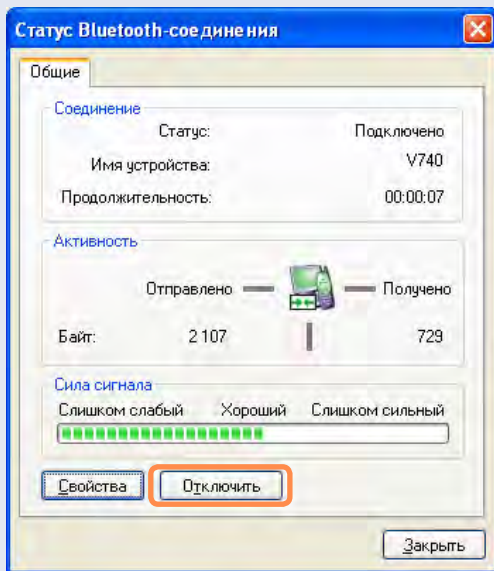 Статус Bluetooth-соединения
Общие
Соединение
Статус: Подключено
Имя устройства: V740
Продолжительность: 00:00:07
Активность
Отправлено Получено
Байт: 2 107 729
Сила сигнала
Слишком слабый Хороший Слишком сильный
Свойства Отключить
Закрыть